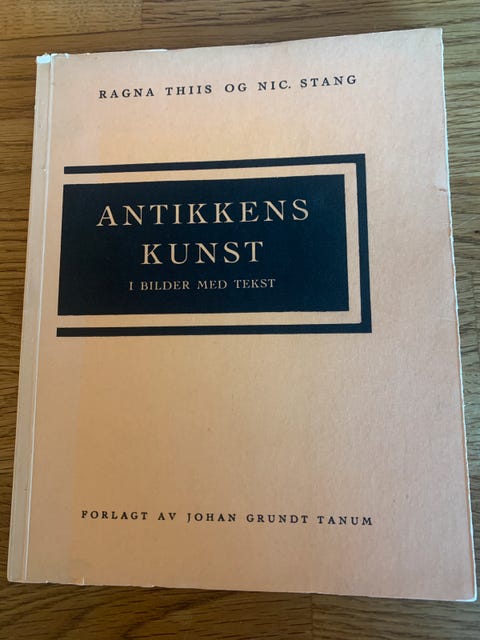 RAGNA THIIS OG NIC. STANG
ANTIKKENS
KUNST
I BILDER MED TEKST
FORLAGT AV JOHAN GRUNDT TANUM